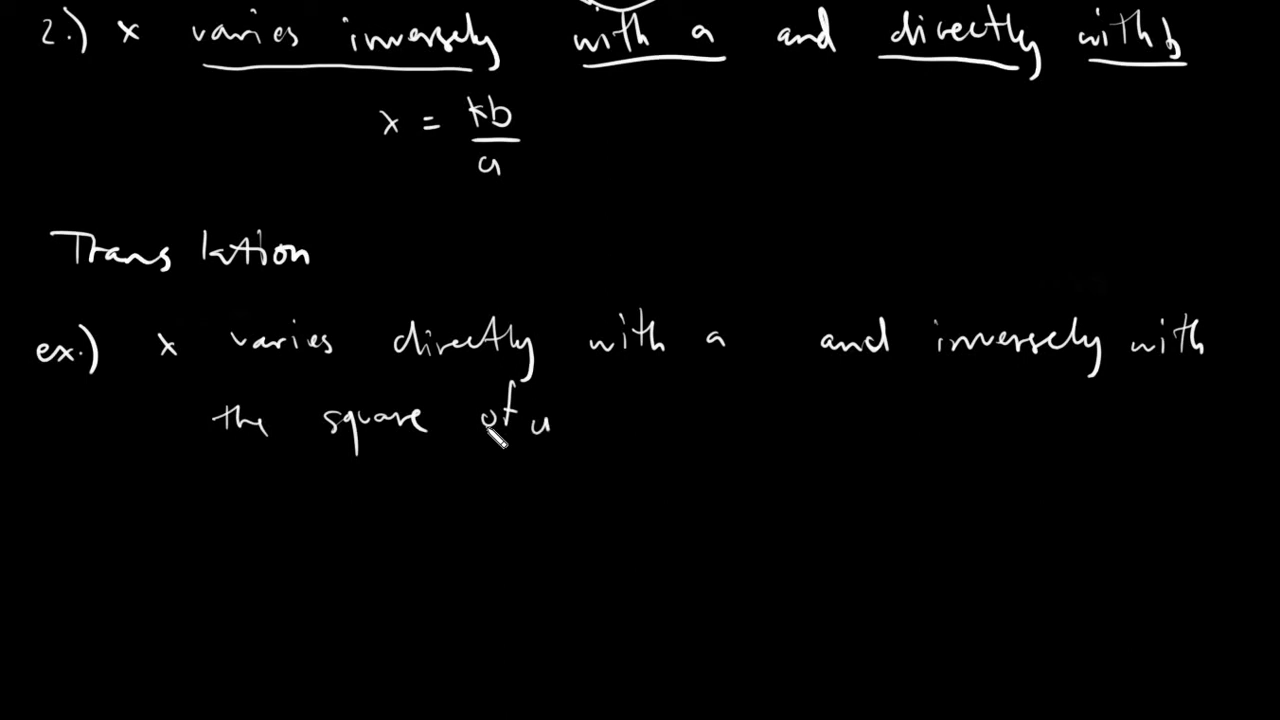 2.) x varies inversely with a and directly with b
x = kb
a
Translation
ex.) x varies directly with a and inversely with
the square of u